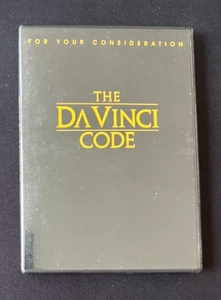 FOR YOUR CONSIDERATION
THE
DA VINCI
CODE